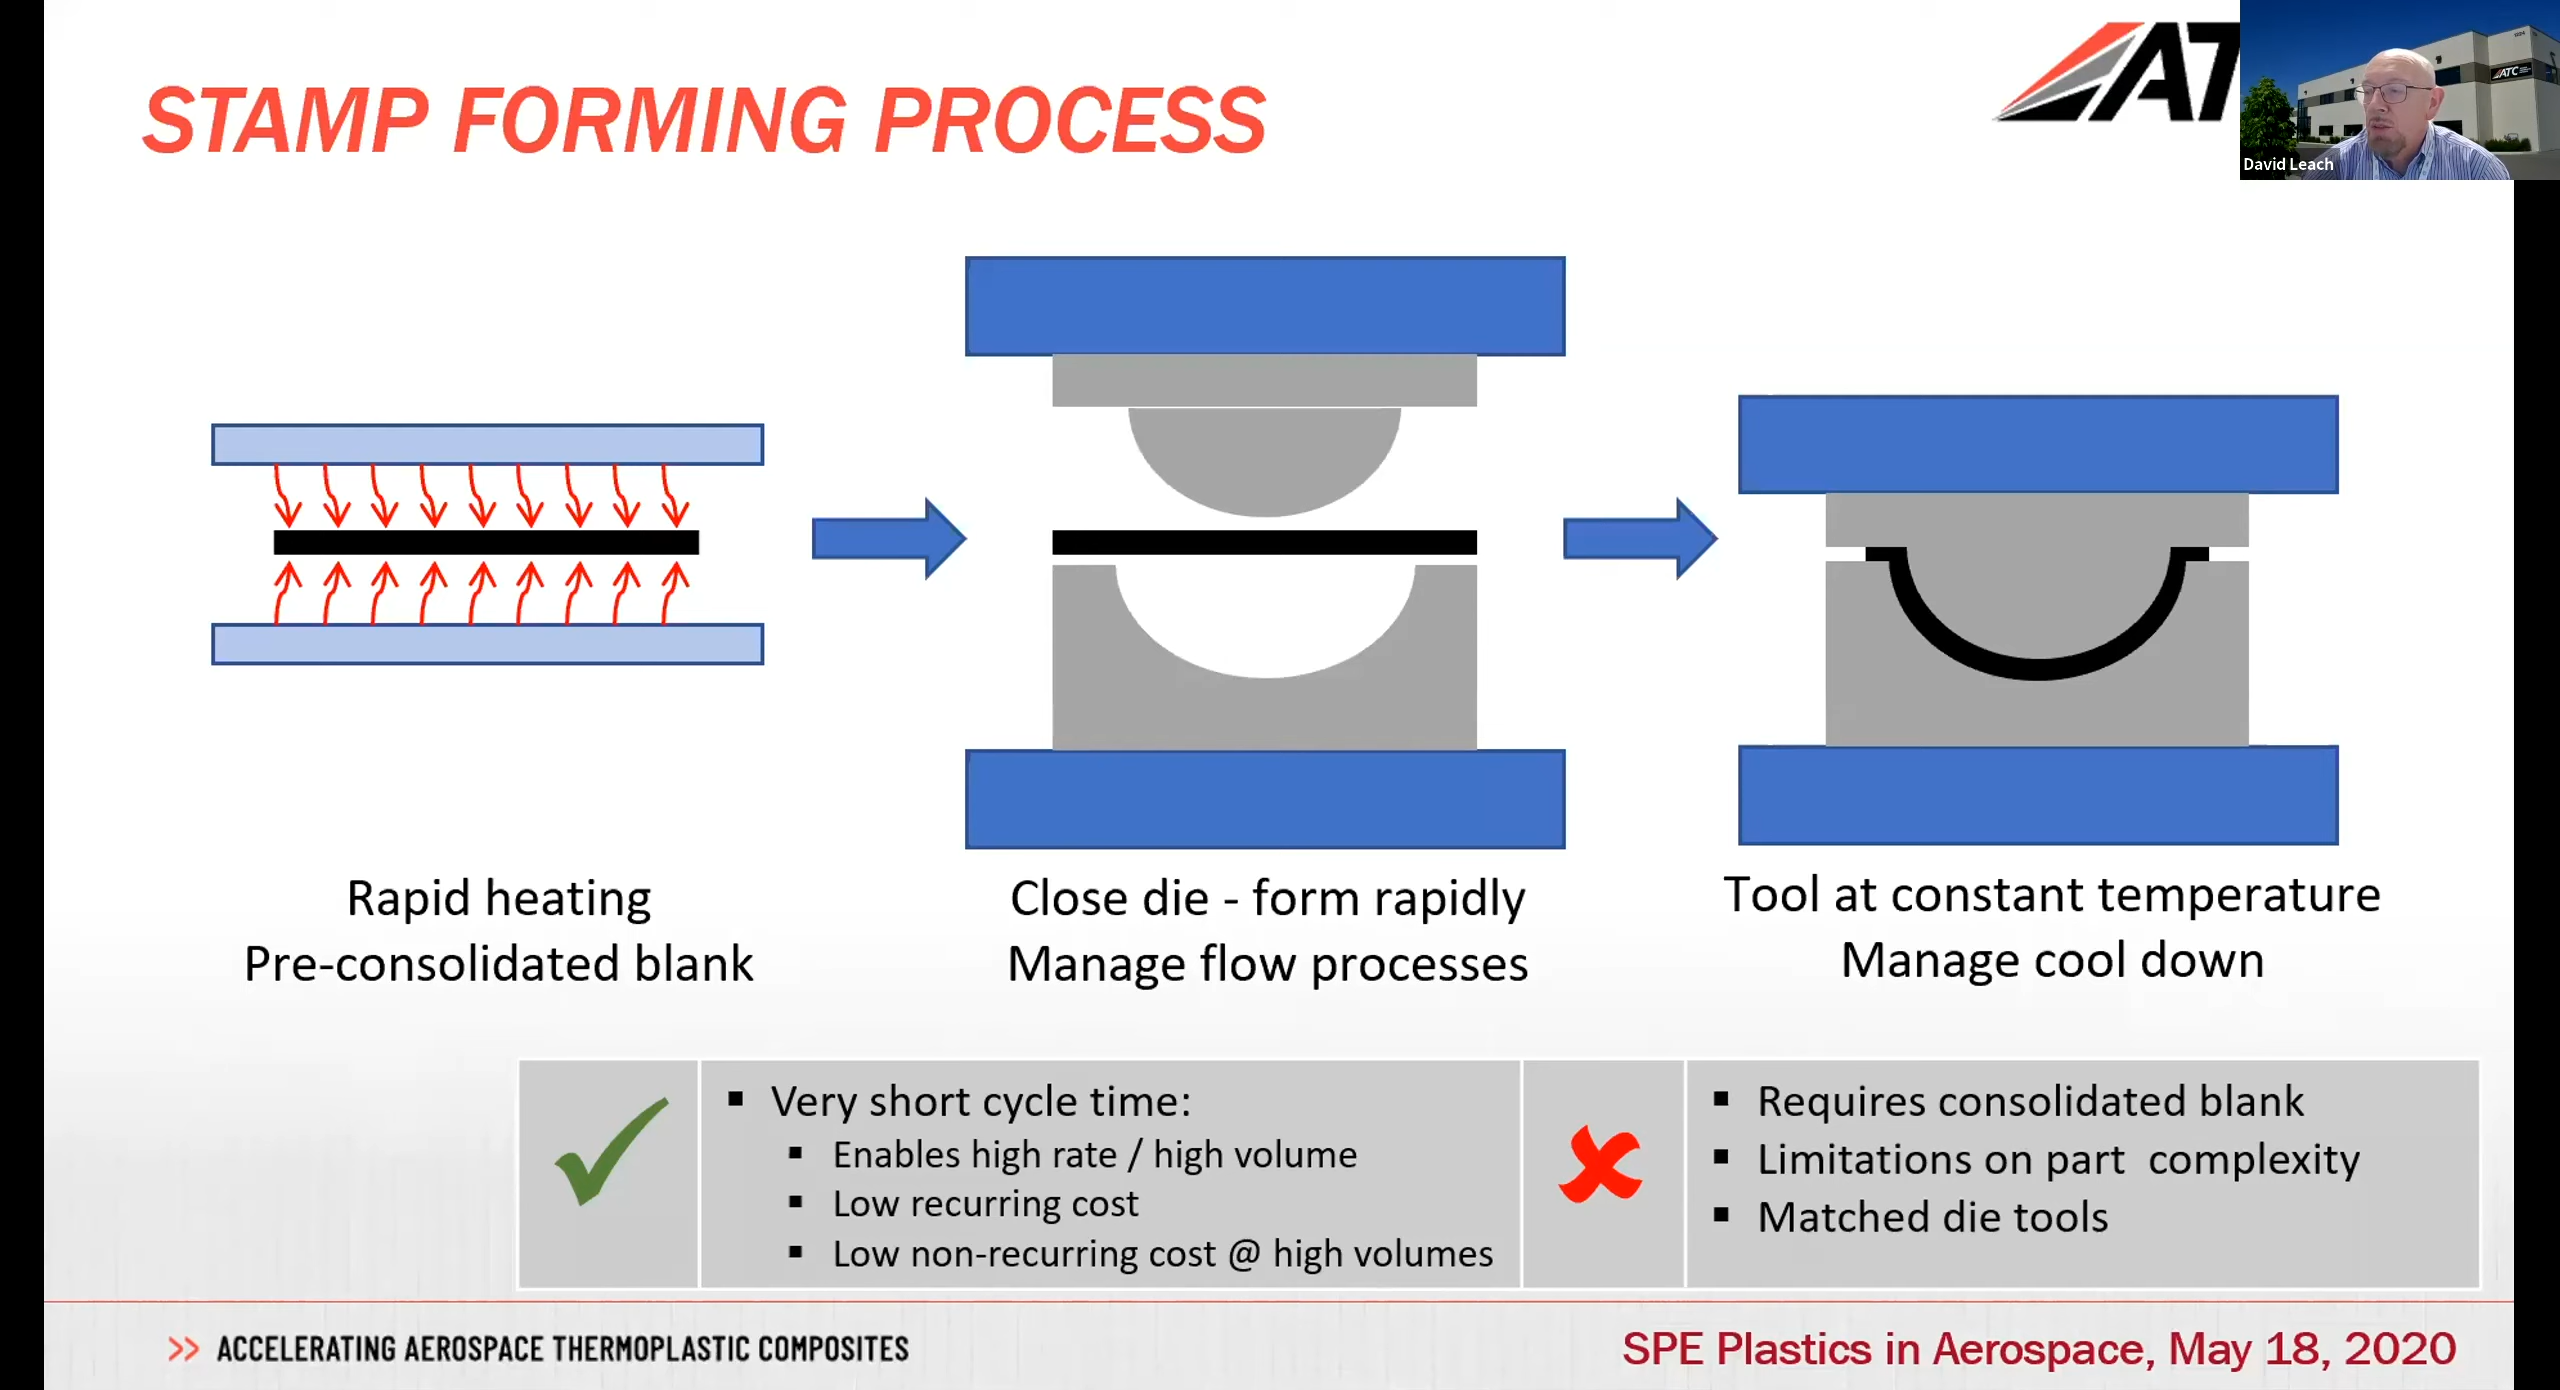 STAMP FORMING PROCESS
AT
ATC
David Leach
Rapid heating
Pre-consolidated blank
Close die - form rapidly
Manage flow processes
Tool at constant temperature
Manage cool down
▪ Very short cycle time:
▪ Enables high rate / high volume
▪ Low recurring cost
▪ Low non-recurring cost @ high volumes
▪ Requires consolidated blank
▪ Limitations on part complexity
▪ Matched die tools
>> ACCELERATING AEROSPACE THERMOPLASTIC COMPOSITES
SPE Plastics in Aerospace, May 18, 2020